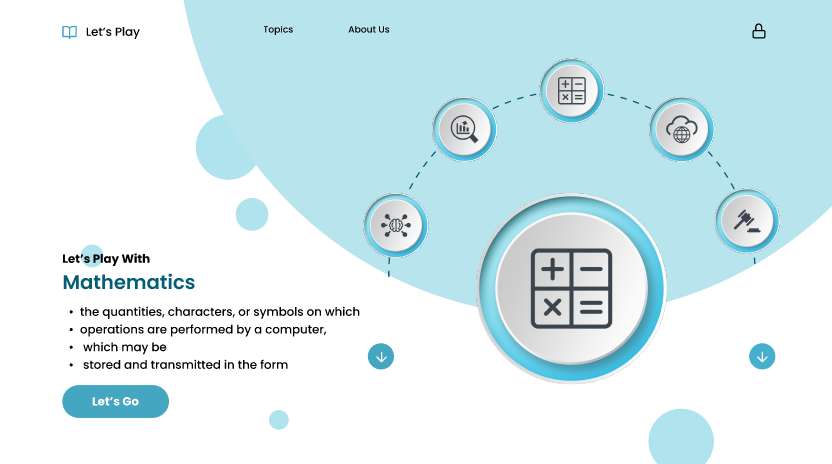 Let's Play
Topics
About Us
Let's Play With
Mathematics
• the quantities, characters, or symbols on which
• operations are performed by a computer,
• which may be
• stored and transmitted in the form
Let's Go